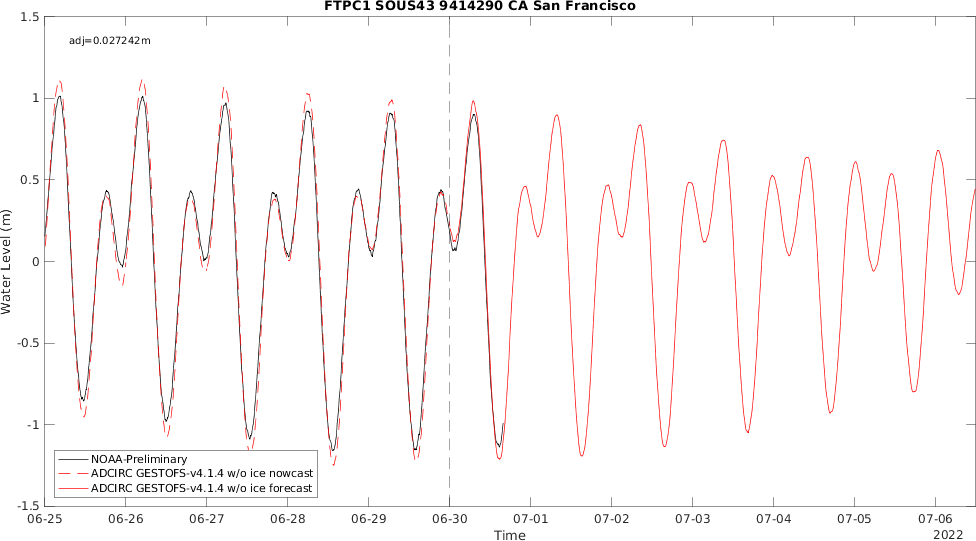 FTPC1 SOUS43 9414290 CA San Francisco
adj=0.027242m
1.5
1
0.5
0
-0.5
-1
-1.5
Water Level (m)
NOAA-Preliminary
ADCIRC GESTOFS-v4.1.4 w/o ice nowcast
ADCIRC GESTOFS-v4.1.4 w/o ice forecast
06-25 06-26 06-27 06-28 06-29 06-30 07-01 07-02 07-03 07-04 07-05 07-06
Time
2022